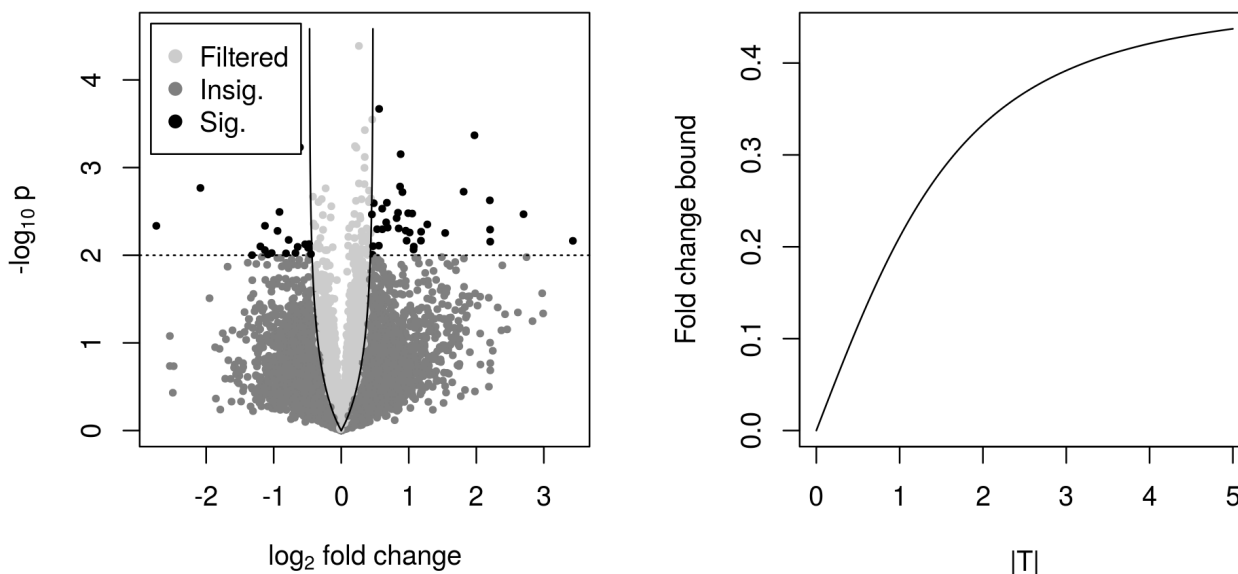 Filtered
Insig.
Sig.
4
3
2
1
0
-log₁₀ p
-2 -1 0 1 2 3
log₂ fold change
0.4
0.3
0.2
0.1
0.0
Fold change bound
0 1 2 3 4 5
|T|